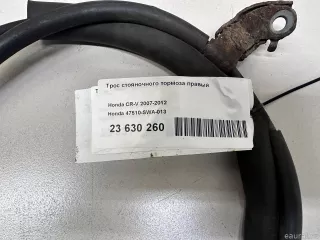 Трос стояночного тормоза правый
Honda CR-V 2007-2012
Honda 47510-SWA-013
23 630 260